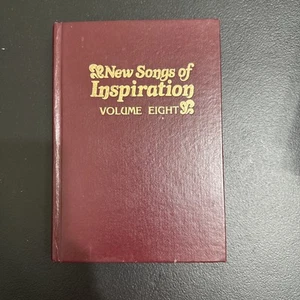 New Songs of
Inspiration
VOLUME EIGHT